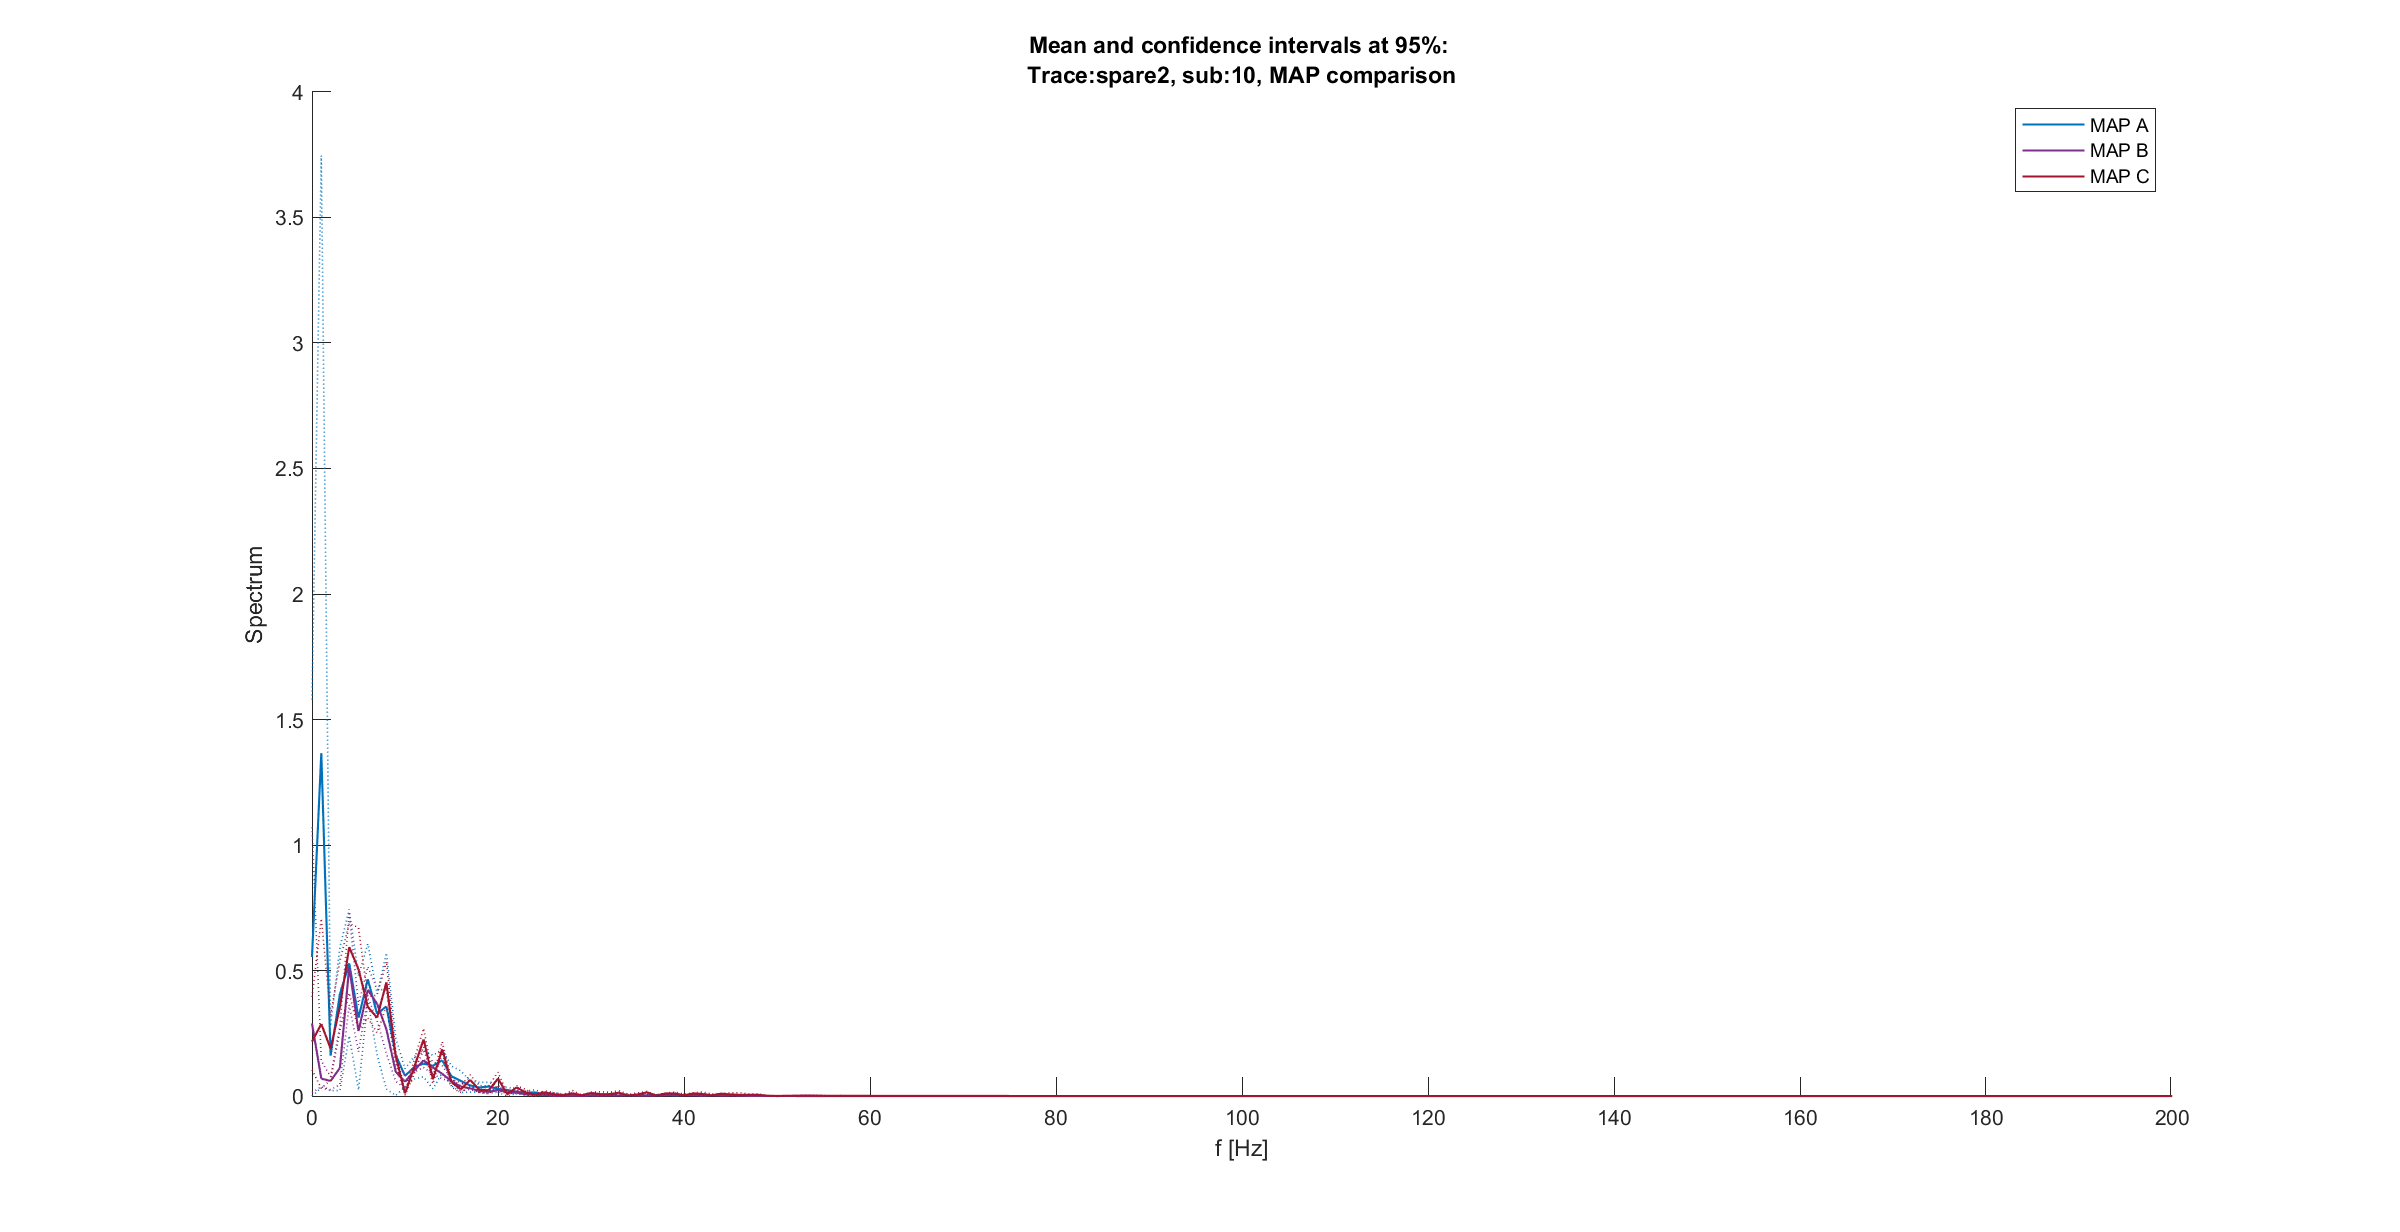 Mean and confidence intervals at 95%:
Trace:spare2, sub:10, MAP comparison
MAP A
MAP B
MAP C
4
3.5
3
2.5
2
1.5
1
0.5
0
Spectrum
0 20 40 60 80 100 120 140 160 180 200
f [Hz]